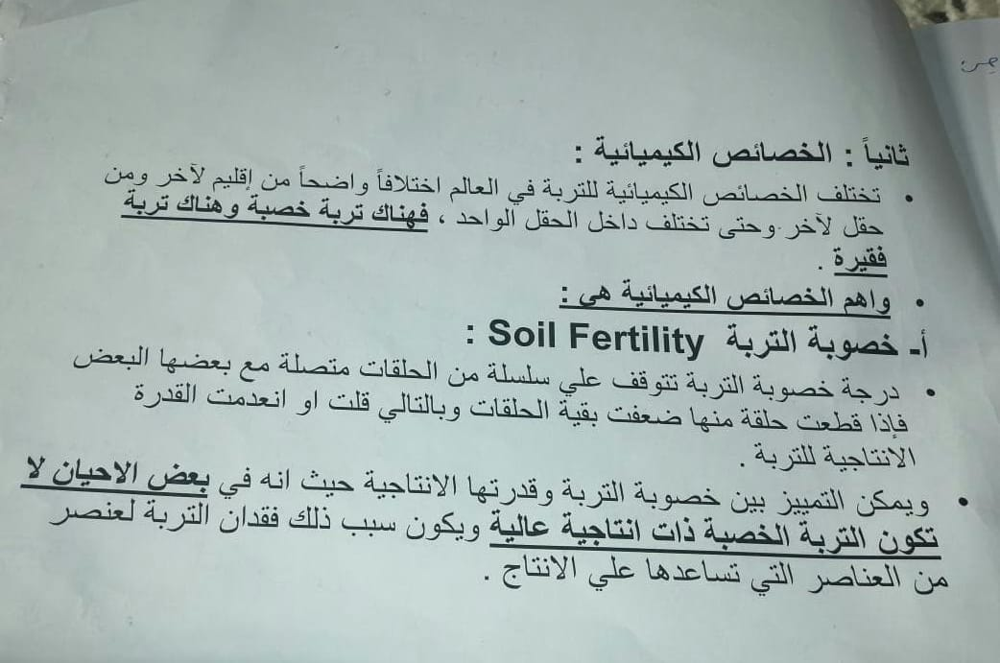 ثانياً : الخصائص الكيميائية :
• تختلف الخصائص الكيميائية للتربة في العالم اختلافاً واضحاً من إقليم لآخر ومن
حقل لآخر وحتى تختلف داخل الحقل الواحد ، فهناك تربة خصبة وهناك تربة
فقيرة .
• واهم الخصائص الكيميائية هي :
أ- خصوبة التربة Soil Fertility :
• درجة خصوبة التربة تتوقف علي سلسلة من الحلقات متصلة مع بعضها البعض
فإذا قطعت حلقة منها ضعفت بقية الحلقات وبالتالي قلت او انعدمت القدرة
الانتاجية للتربة .
• ويمكن التمييز بين خصوبة التربة وقدرتها الانتاجية حيث انه في بعض الاحيان لا
تكون التربة الخصبة ذات انتاجية عالية ويكون سبب ذلك فقدان التربة لعنصر
من العناصر التي تساعدها علي الانتاج .